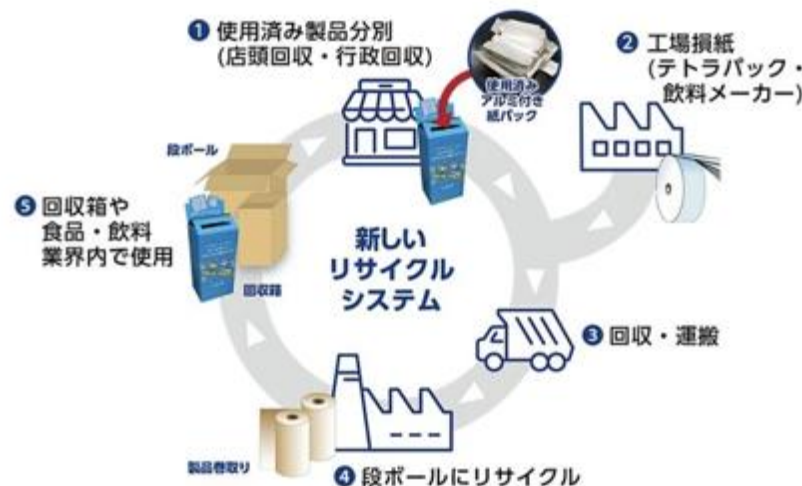 ❶ 使用済み製品分別
(店頭回収・行政回収)
使用済み
アルミ付き
紙パック
❷ 工場損紙
(テトラパック・
飲料メーカー)
段ボール
❺ 回収箱や
食品・飲料
業界内で使用
回収箱
新しい
リサイクル
システム
❸ 回収・運搬
製品巻取り
❹ 段ボールにリサイクル